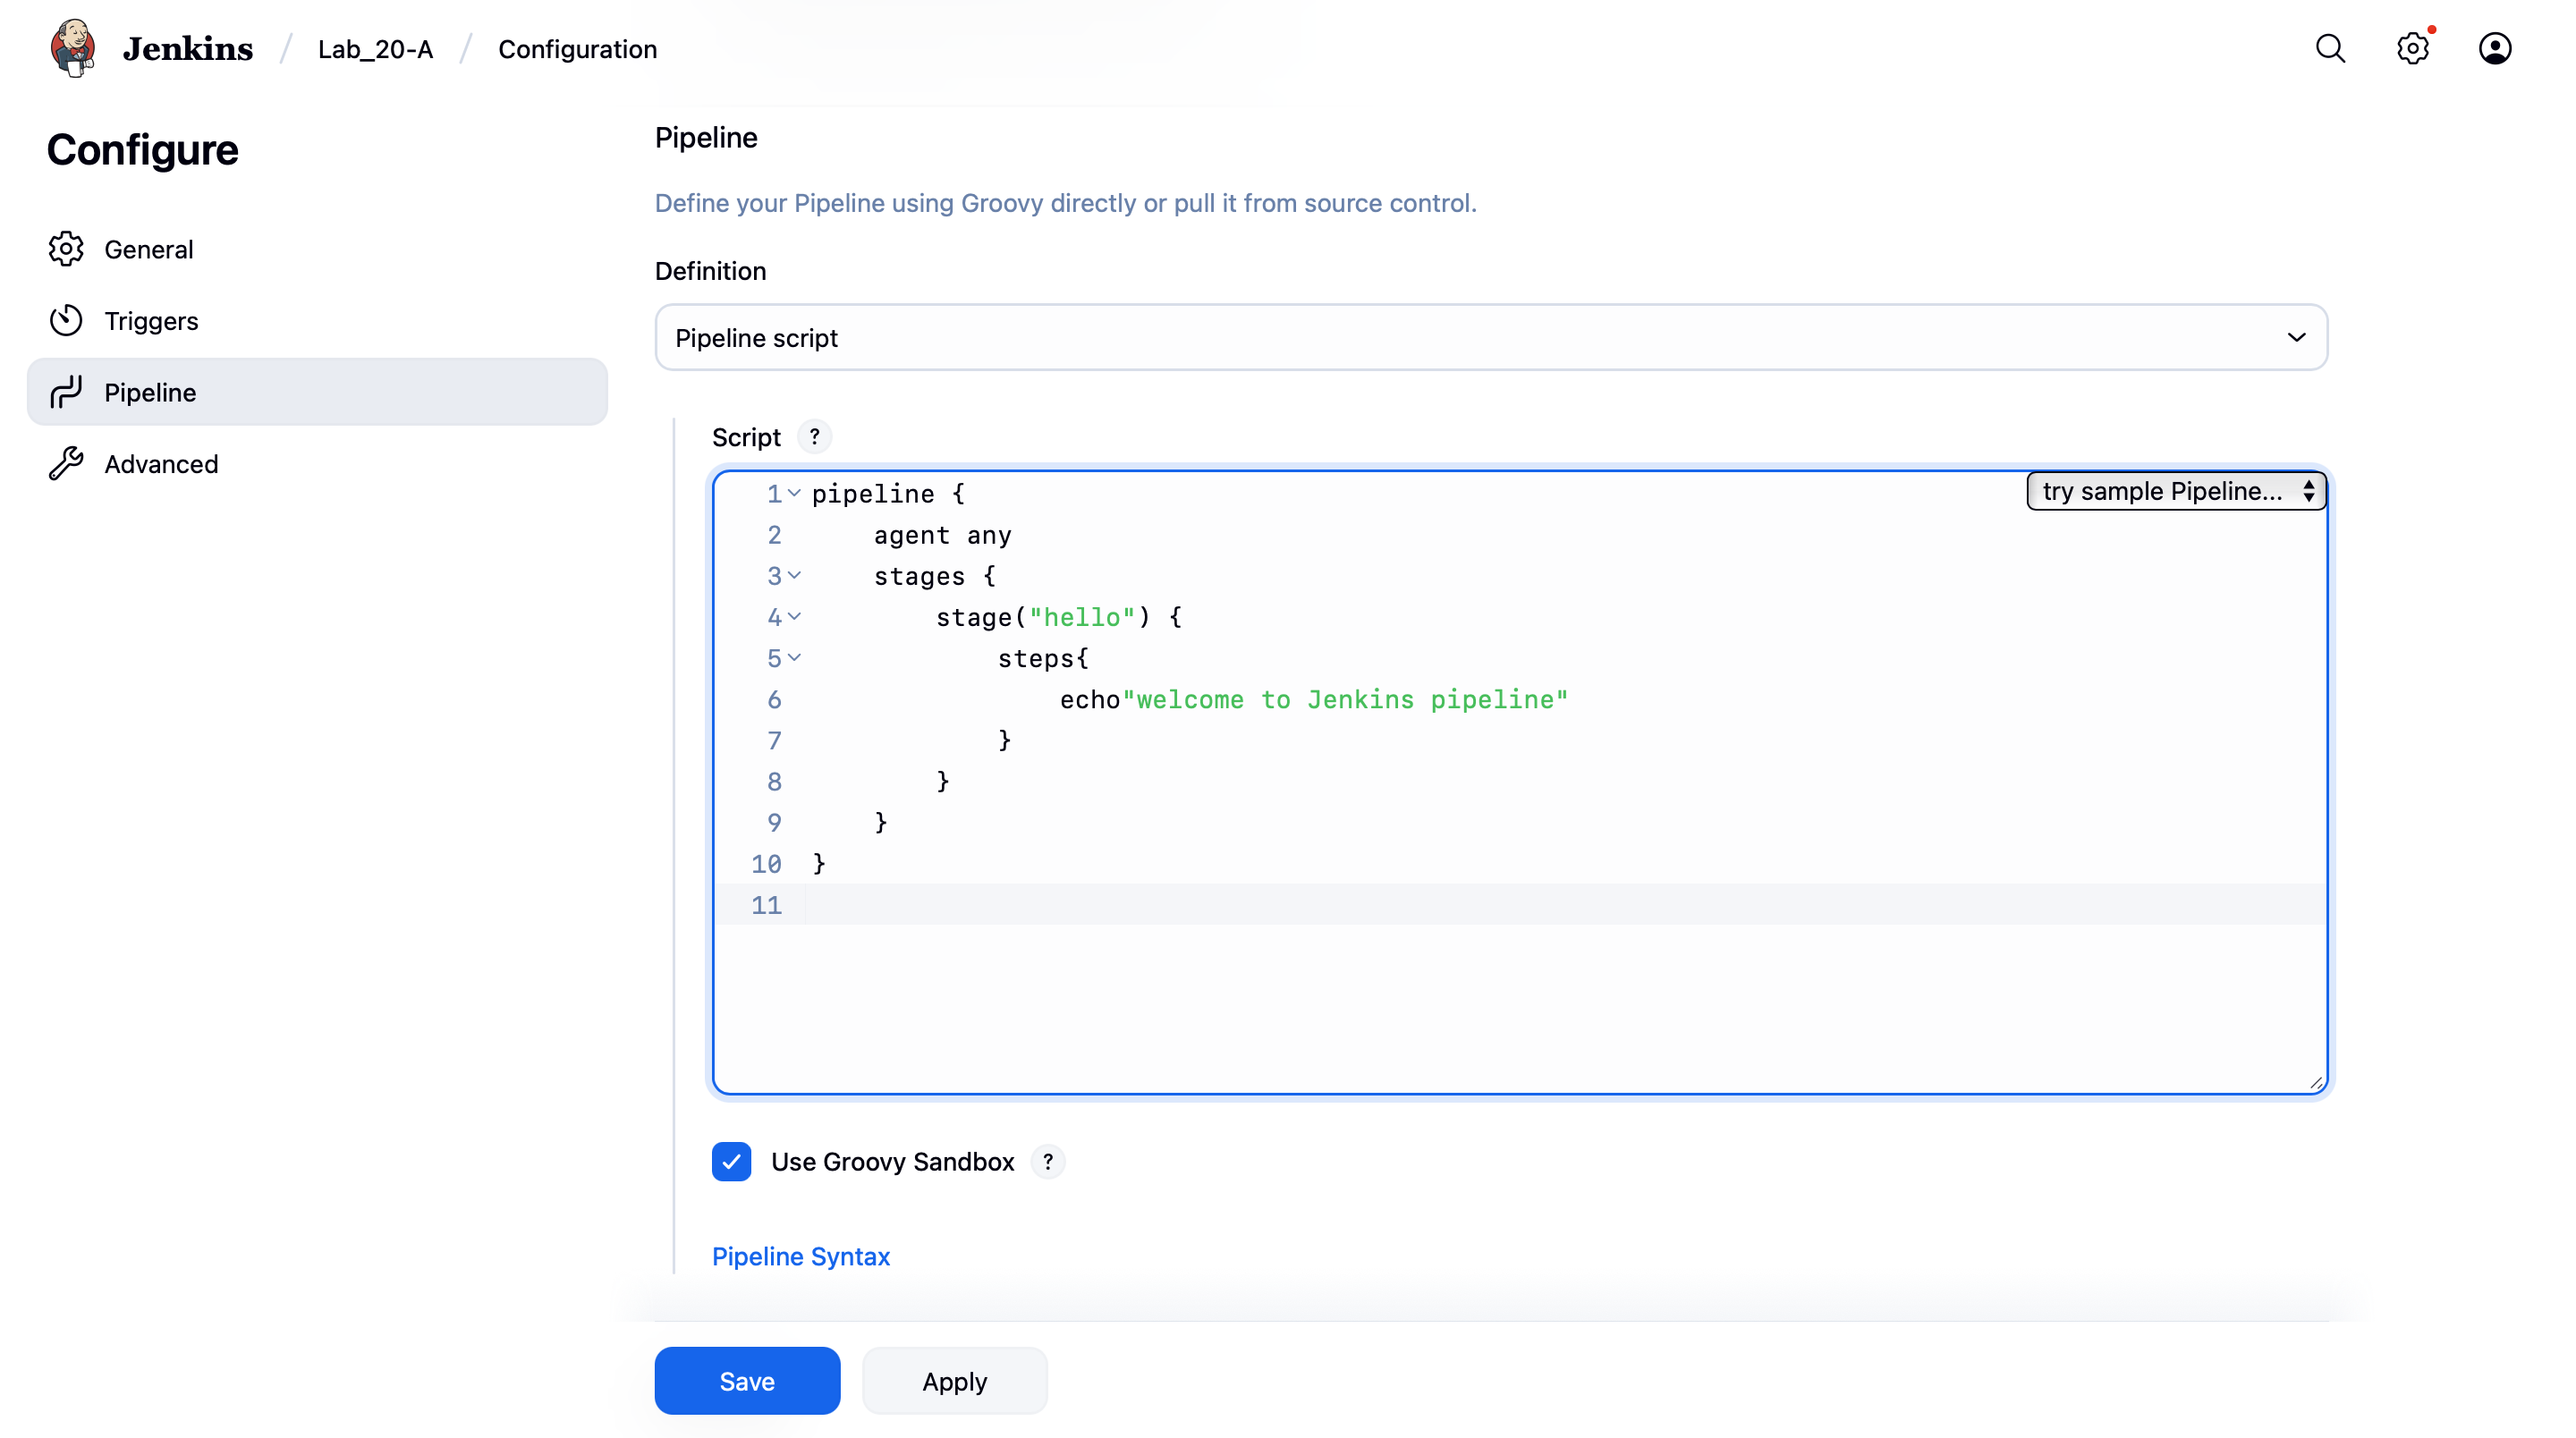 Jenkins / Lab_20-A / Configuration
Configure
General
Triggers
Pipeline
Advanced
Pipeline
Define your Pipeline using Groovy directly or pull it from source control.
Definition
Pipeline script
Script ?
try sample Pipeline...
1 pipeline {
2     agent any
3     stages {
4         stage("hello") {
5             steps{
6                 echo"welcome to Jenkins pipeline"
7             }
8         }
9     }
10 }
11
Use Groovy Sandbox ?
Pipeline Syntax
Save
Apply